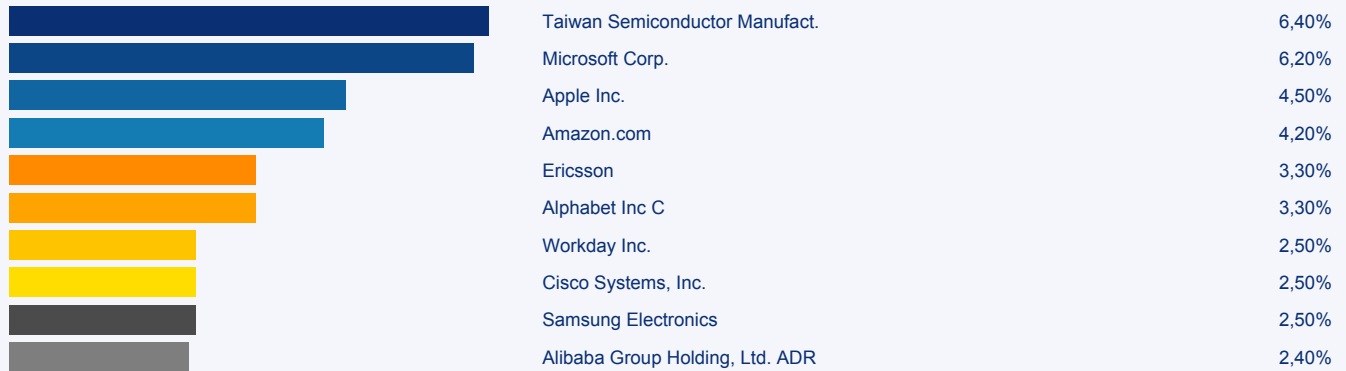 Taiwan Semiconductor Manufact. 6,40%
Microsoft Corp. 6,20%
Apple Inc. 4,50%
Amazon.com 4,20%
Ericsson 3,30%
Alphabet Inc C 3,30%
Workday Inc. 2,50%
Cisco Systems, Inc. 2,50%
Samsung Electronics 2,50%
Alibaba Group Holding, Ltd. ADR 2,40%